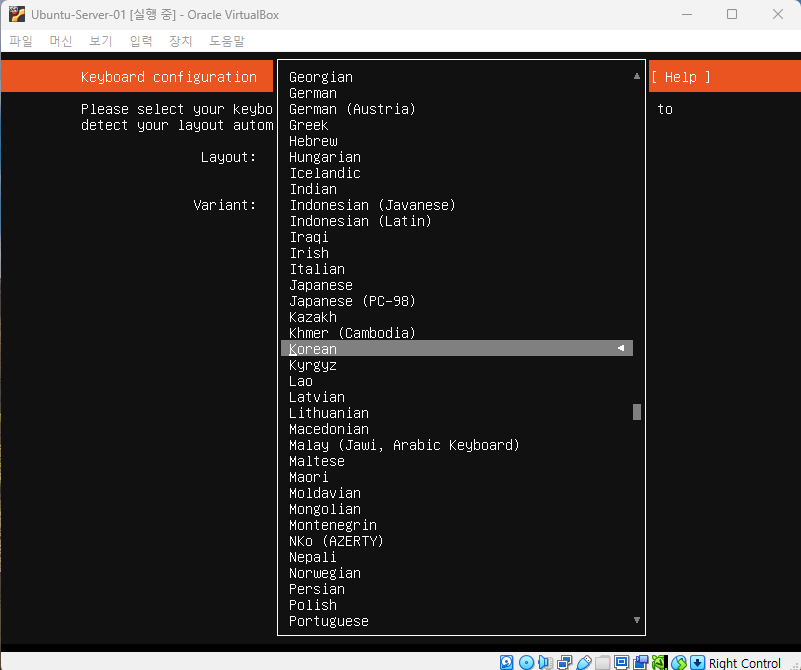 Ubuntu-Server-01 [실행 중] - Oracle VirtualBox
파일 머신 보기 입력 장치 도움말
Keyboard configuration
[ Help ]
Please select your keybo
to
detect your layout autom
Layout:
Variant:
Georgian
German
German (Austria)
Greek
Hebrew
Hungarian
Icelandic
Indian
Indonesian (Javanese)
Indonesian (Latin)
Iraqi
Irish
Italian
Japanese
Japanese (PC-98)
Kazakh
Khmer (Cambodia)
Korean
Kyrgyz
Lao
Latvian
Lithuanian
Macedonian
Malay (Jawi, Arabic Keyboard)
Maltese
Maori
Moldavian
Mongolian
Montenegrin
NKo (AZERTY)
Nepali
Norwegian
Persian
Polish
Portuguese
Right Control